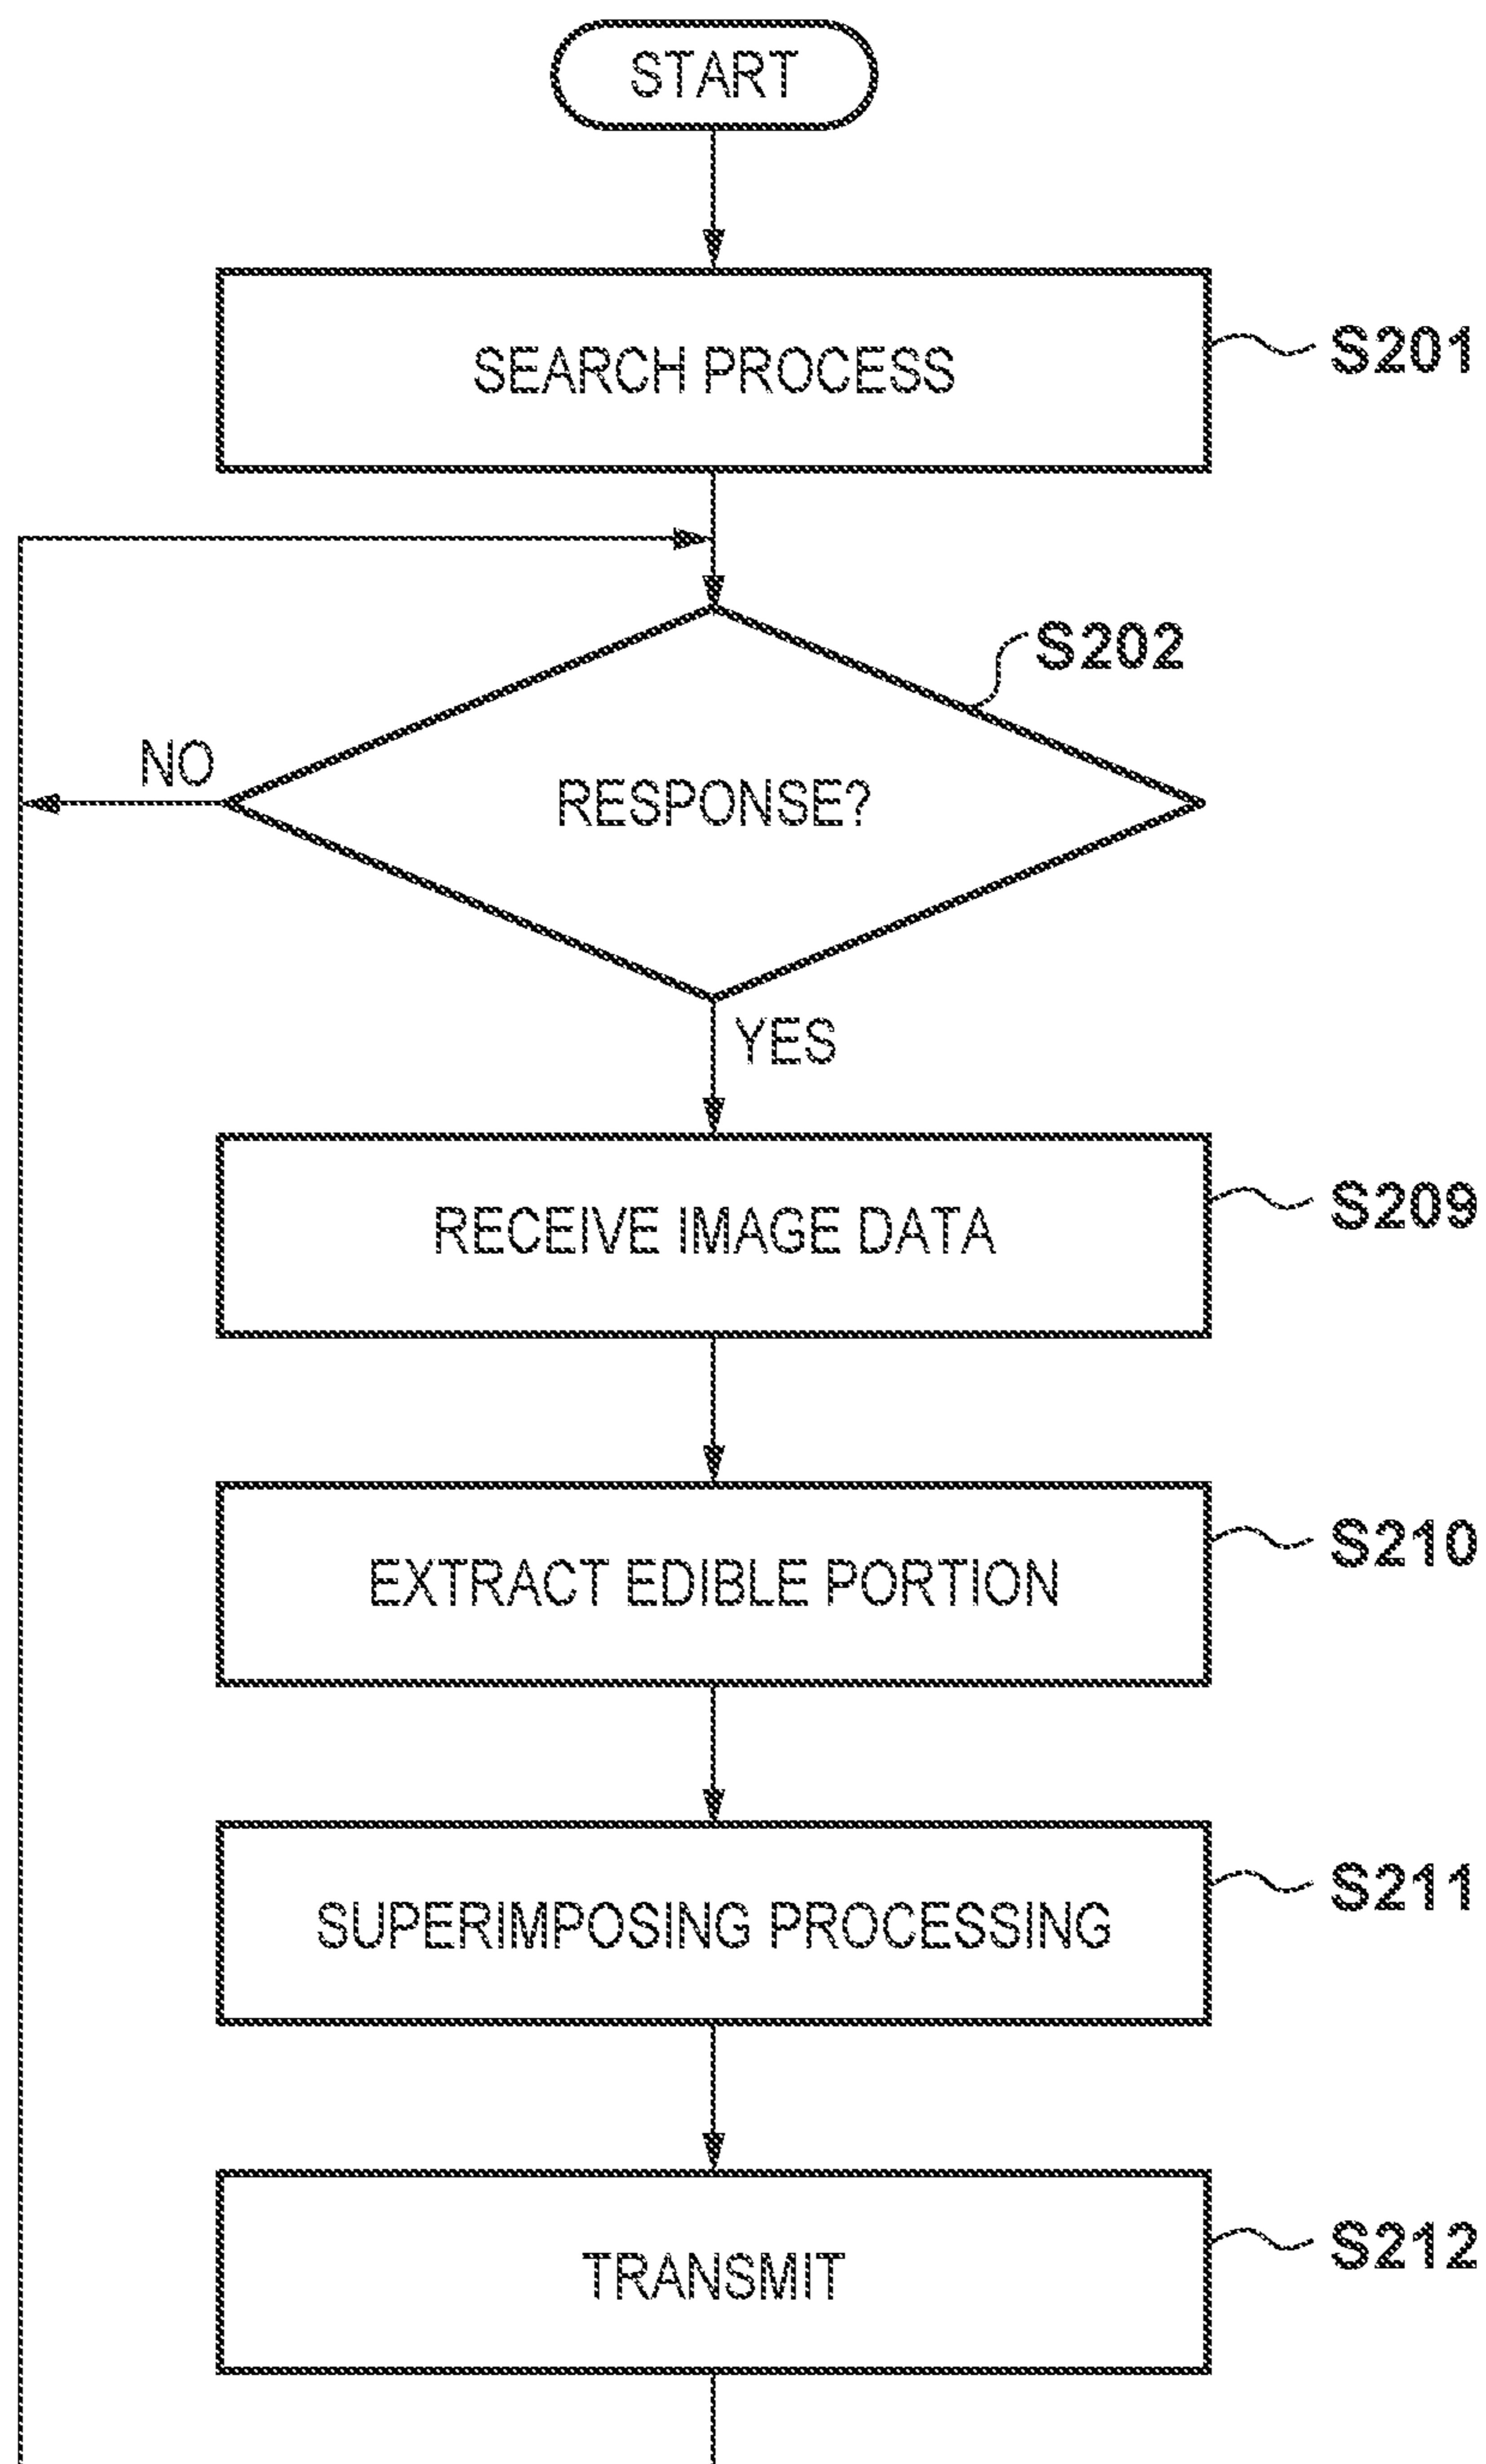 START
SEARCH PROCESS
S201
S202
NO
RESPONSE?
YES
RECEIVE IMAGE DATA
S209
EXTRACT EDIBLE PORTION
S210
SUPERIMPOSING PROCESSING
S211
TRANSMIT
S212